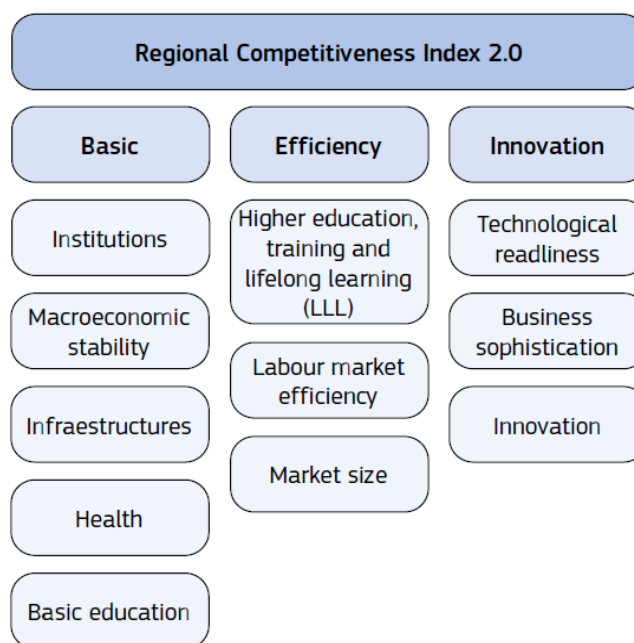 Regional Competitiveness Index 2.0
Basic
Efficiency
Innovation
Institutions
Macroeconomic
stability
Infraestructures
Health
Basic education
Higher education,
training and
lifelong learning
(LLL)
Labour market
efficiency
Market size
Technological
readliness
Business
sophistication
Innovation